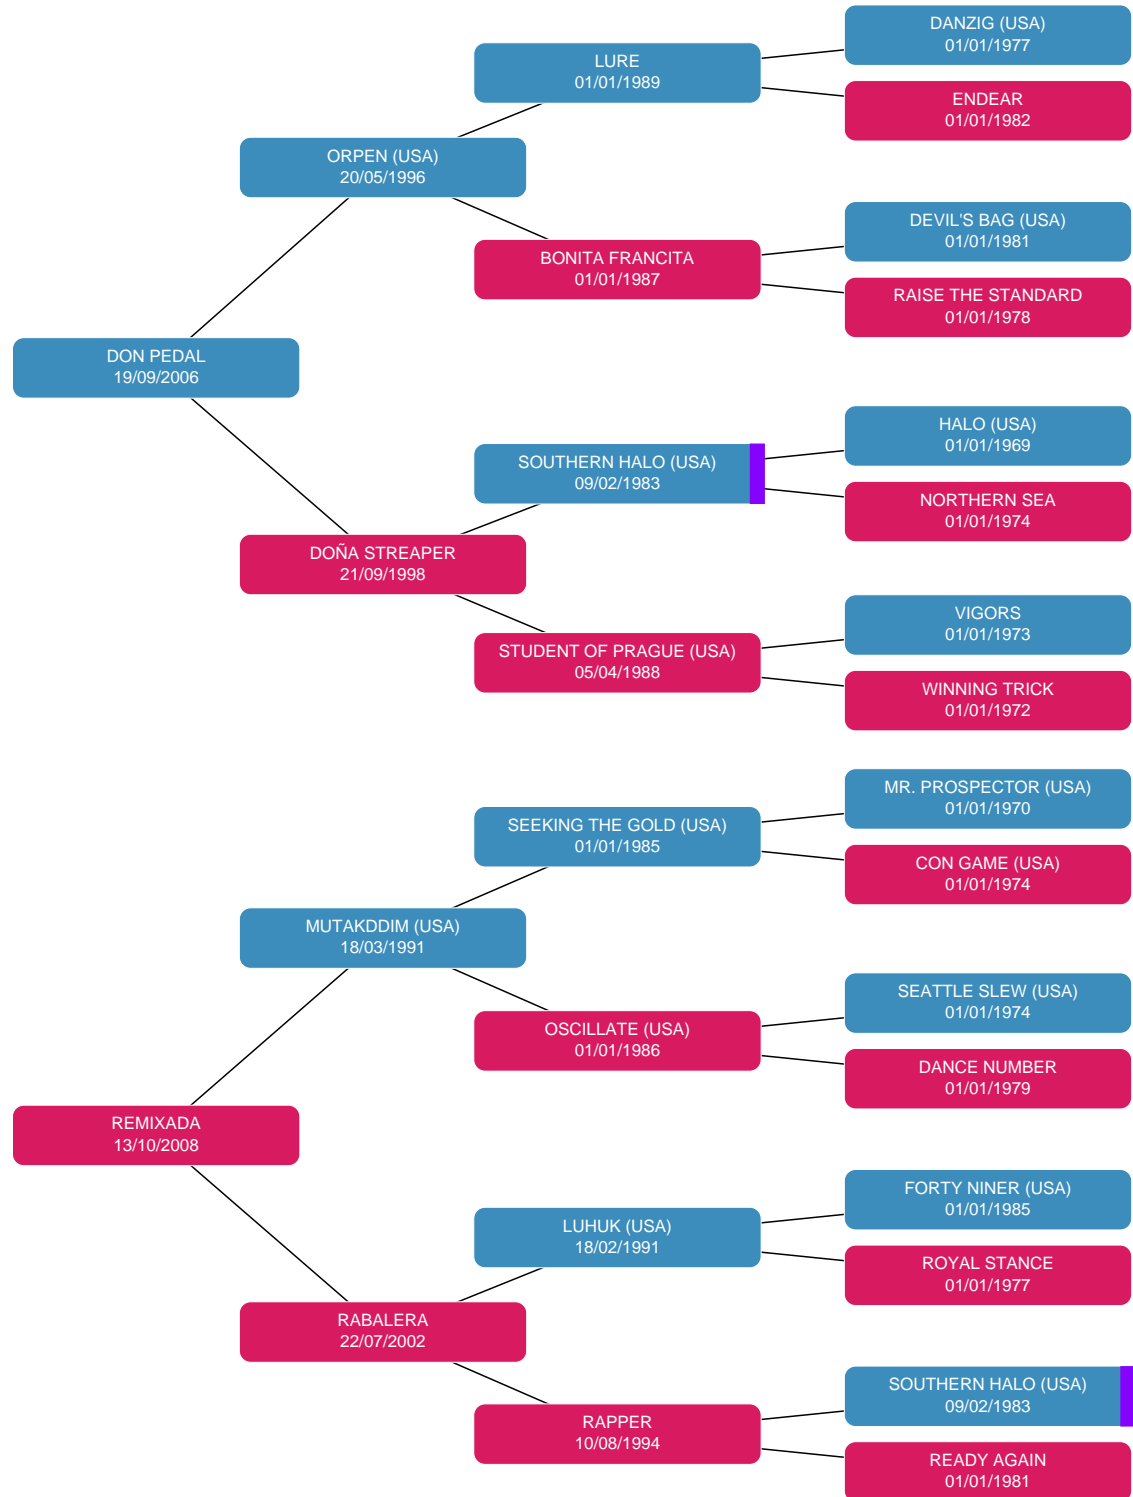 DANZIG (USA)
01/01/1977
LURE
01/01/1989
ENDEAR
01/01/1982
ORPEN (USA)
20/05/1996
DEVIL'S BAG (USA)
01/01/1981
BONITA FRANCITA
01/01/1987
RAISE THE STANDARD
01/01/1978
DON PEDAL
19/09/2006
HALO (USA)
01/01/1969
SOUTHERN HALO (USA)
09/02/1983
NORTHERN SEA
01/01/1974
DOÑA STREAPER
21/09/1998
VIGORS
01/01/1973
STUDENT OF PRAGUE (USA)
05/04/1988
WINNING TRICK
01/01/1972
MR. PROSPECTOR (USA)
01/01/1970
SEEKING THE GOLD (USA)
01/01/1985
CON GAME (USA)
01/01/1974
MUTAKDDIM (USA)
18/03/1991
SEATTLE SLEW (USA)
01/01/1974
OSCILLATE (USA)
01/01/1986
DANCE NUMBER
01/01/1979
REMIXADA
13/10/2008
FORTY NINER (USA)
01/01/1985
LUHUK (USA)
18/02/1991
ROYAL STANCE
01/01/1977
RABALERA
22/07/2002
SOUTHERN HALO (USA)
09/02/1983
RAPPER
10/08/1994
READY AGAIN
01/01/1981